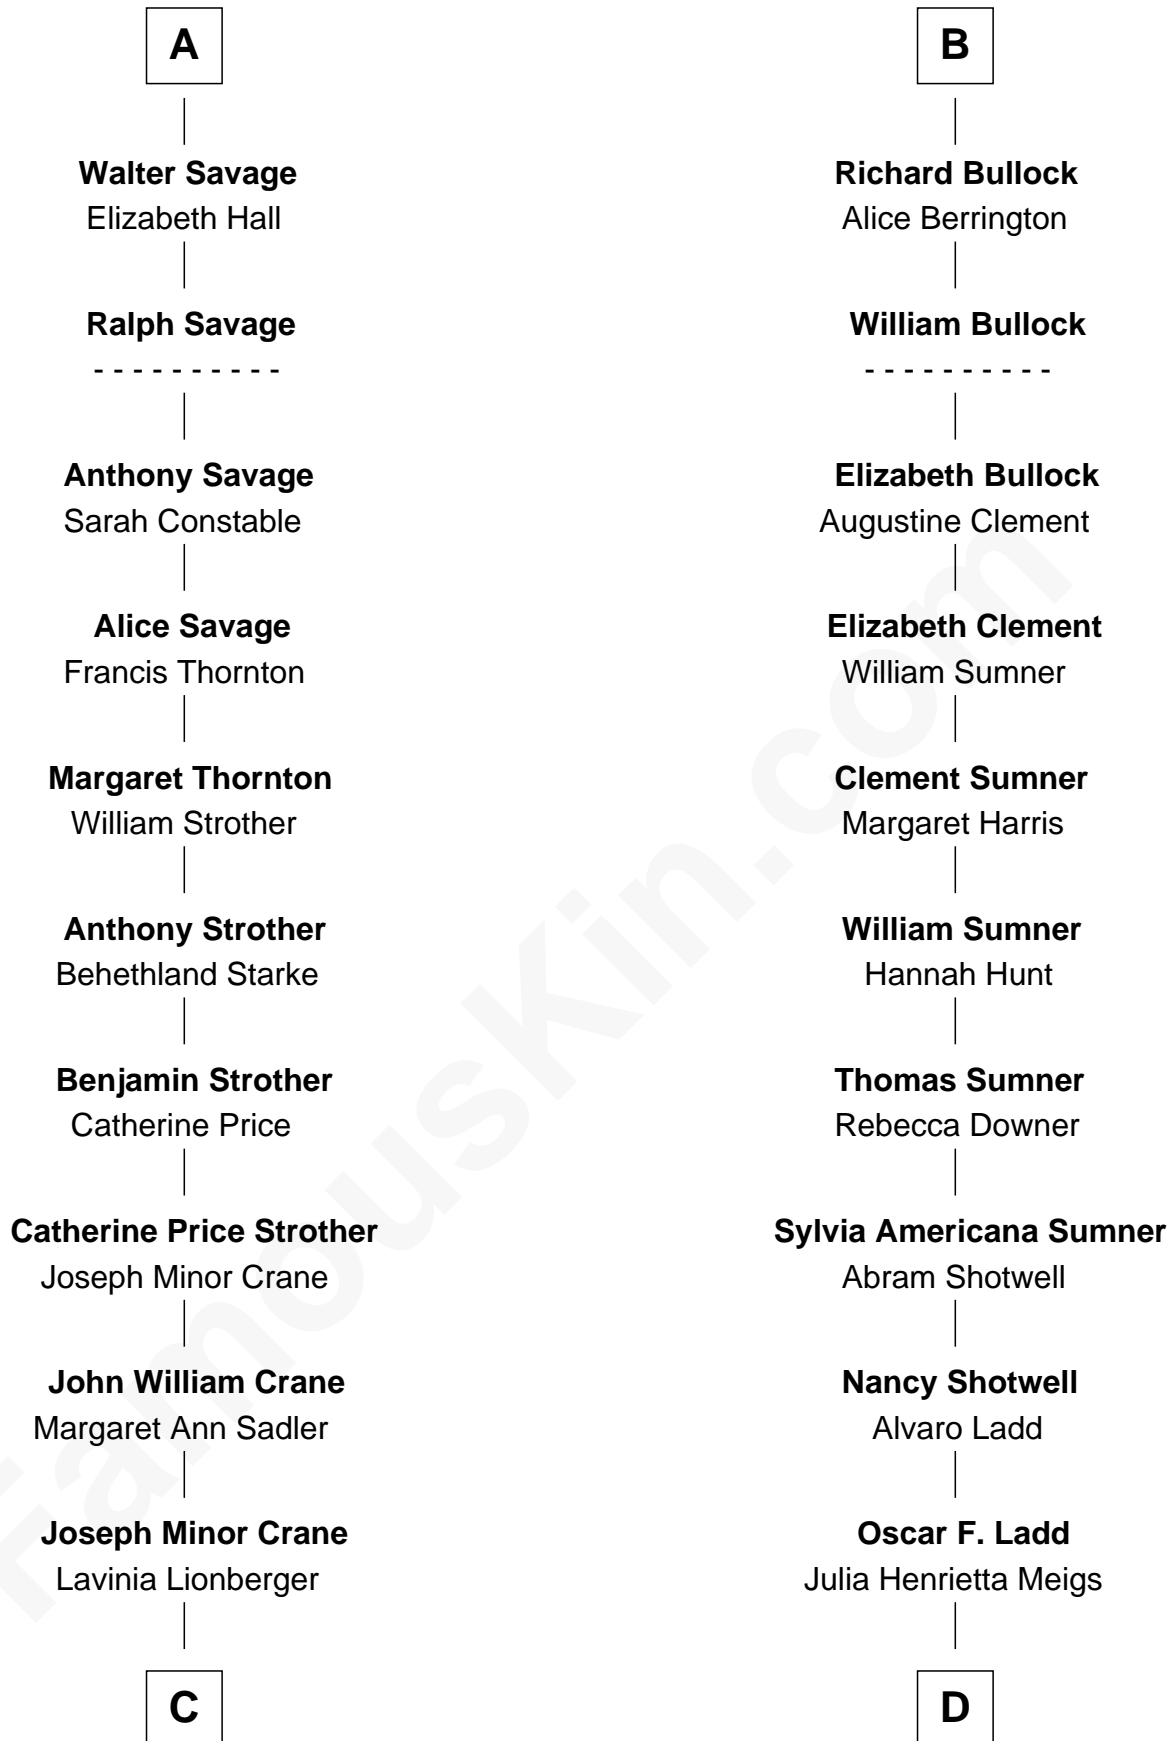 A
Walter Savage
Elizabeth Hall
Ralph Savage
- - - - - - - - - -
Anthony Savage
Sarah Constable
Alice Savage
Francis Thornton
Margaret Thornton
William Strother
Anthony Strother
Behethland Starke
Benjamin Strother
Catherine Price
Catherine Price Strother
Joseph Minor Crane
John William Crane
Margaret Ann Sadler
Joseph Minor Crane
Lavinia Lionberger
C
B
Richard Bullock
Alice Berrington
William Bullock
- - - - - - - - - -
Elizabeth Bullock
Augustine Clement
Elizabeth Clement
William Sumner
Clement Sumner
Margaret Harris
William Sumner
Hannah Hunt
Thomas Sumner
Rebecca Downer
Sylvia Americana Sumner
Abram Shotwell
Nancy Shotwell
Alvaro Ladd
Oscar F. Ladd
Julia Henrietta Meigs
D
FamousKin.com